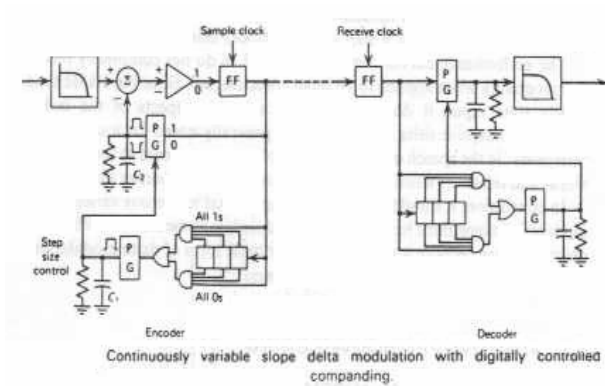 Sample clock
Receive clock
+
Σ
+
1
FF
FF
P
G
−
−
0
P
G
1
0
C₂
All 1s
Step
size
control
P
G
P
G
C₁
All 0s
Encoder
Decoder
Continuously variable slope delta modulation with digitally controlled
companding.